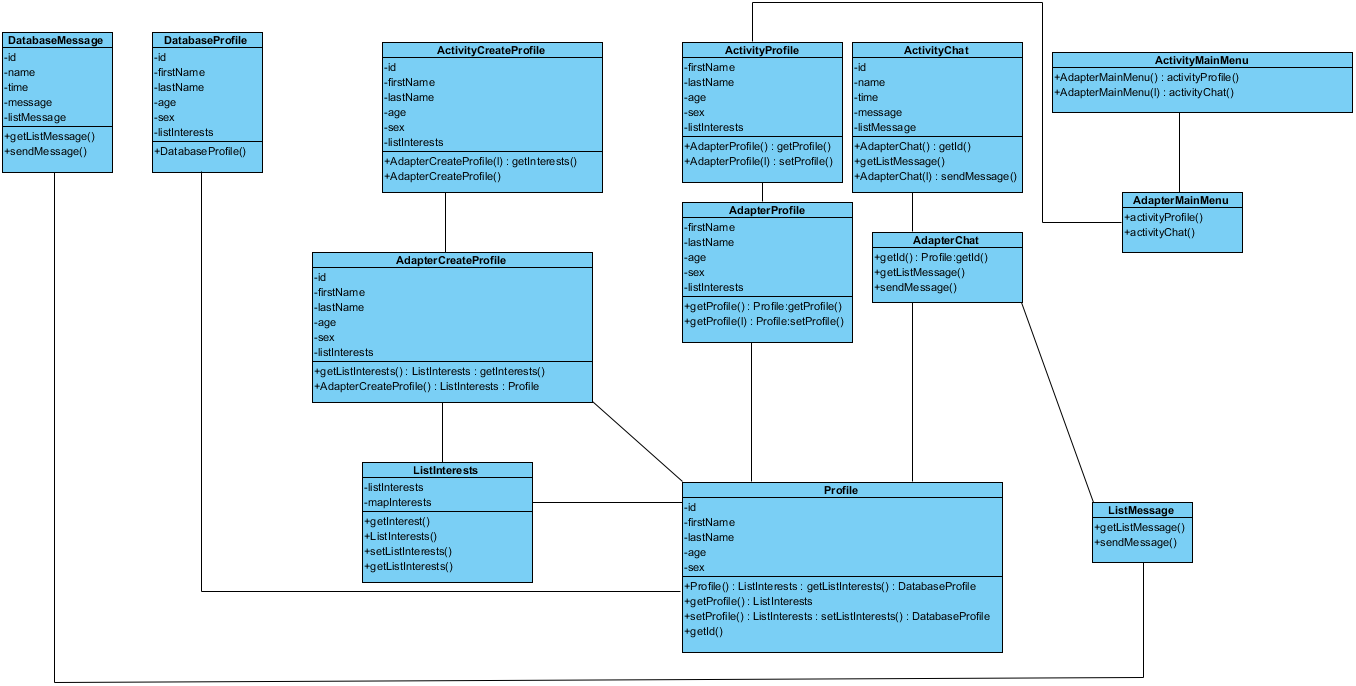 DatabaseMessage
-id
-name
-time
-message
-listMessage
+getListMessage()
+sendMessage()
DatabaseProfile
-id
-firstName
-lastName
-age
-sex
-listInterests
+DatabaseProfile()
ActivityCreateProfile
-id
-firstName
-lastName
-age
-sex
-listInterests
+AdapterCreateProfile(l) : getInterests()
+AdapterCreateProfile()
ActivityProfile
-firstName
-lastName
-age
-sex
-listInterests
+AdapterProfile() : getProfile()
+AdapterProfile(l) : setProfile()
ActivityChat
-id
-name
-time
-message
-listMessage
+AdapterChat() : getId()
+getListMessage()
+AdapterChat(l) : sendMessage()
ActivityMainMenu
+AdapterMainMenu() : activityProfile()
+AdapterMainMenu(l) : activityChat()
AdapterMainMenu
+activityProfile()
+activityChat()
AdapterProfile
-firstName
-lastName
-age
-sex
-listInterests
+getProfile() : Profile:getProfile()
+getProfile(l) : Profile:setProfile()
AdapterChat
+getId() : Profile:getId()
+getListMessage()
+sendMessage()
AdapterCreateProfile
-id
-firstName
-lastName
-age
-sex
-listInterests
+getListInterests() : ListInterests : getInterests()
+AdapterCreateProfile() : ListInterests : Profile
ListInterests
-listInterests
-mapInterests
+getInterest()
+ListInterests()
+setListInterests()
+getListInterests()
Profile
-id
-firstName
-lastName
-age
-sex
+Profile() : ListInterests : getListInterests() : DatabaseProfile
+getProfile() : ListInterests
+setProfile() : ListInterests : setListInterests() : DatabaseProfile
+getId()
ListMessage
+getListMessage()
+sendMessage()